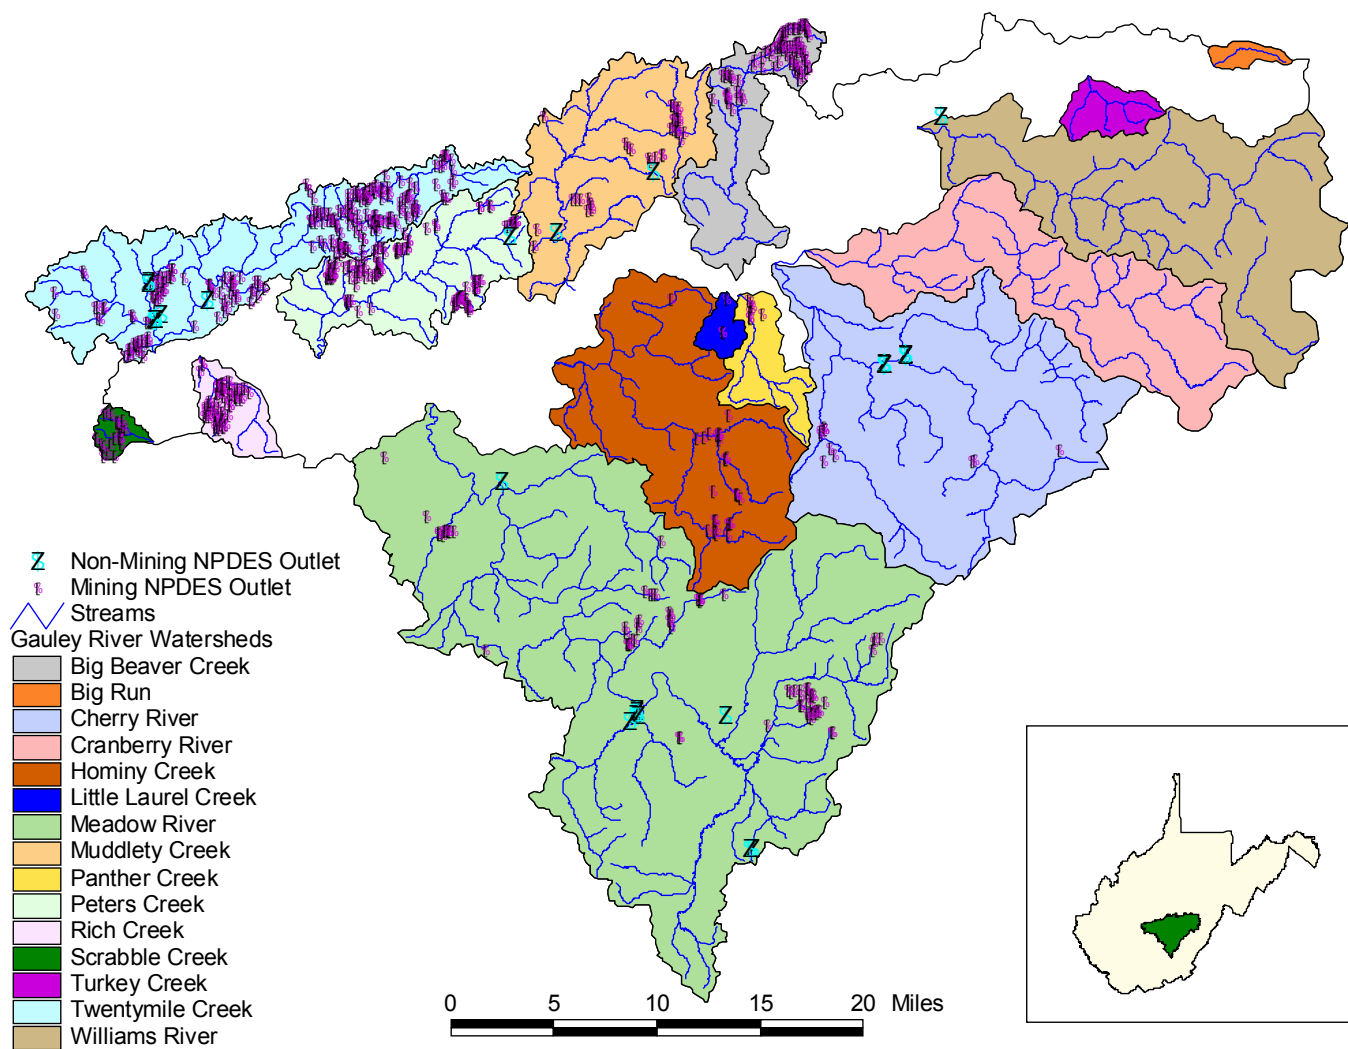 Non-Mining NPDES Outlet
Mining NPDES Outlet
Streams
Gauley River Watersheds
Big Beaver Creek
Big Run
Cherry River
Cranberry River
Hominy Creek
Little Laurel Creek
Meadow River
Muddlety Creek
Panther Creek
Peters Creek
Rich Creek
Scrabble Creek
Turkey Creek
Twentymile Creek
Williams River
0 5 10 15 20 Miles